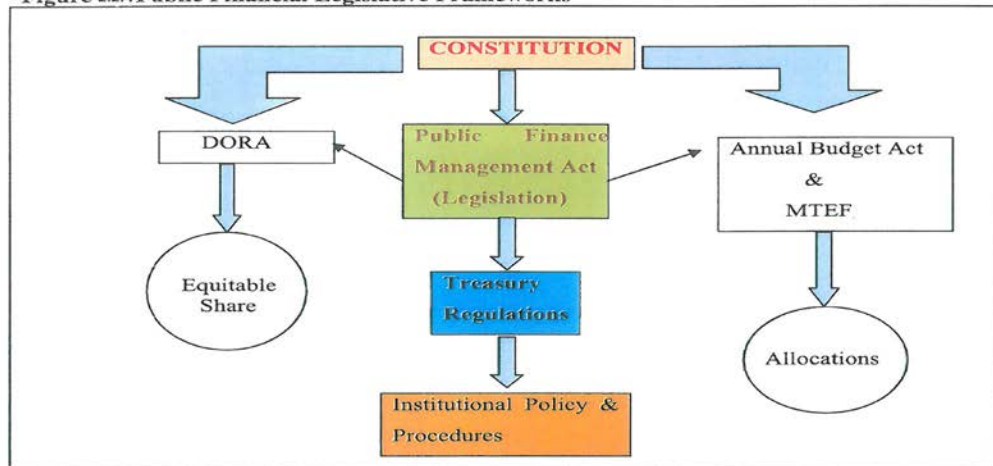 CONSTITUTION
DORA
Public Finance
Management Act
(Legislation)
Annual Budget Act
&
MTEF
Equitable
Share
Treasury
Regulations
Allocations
Institutional Policy &
Procedures